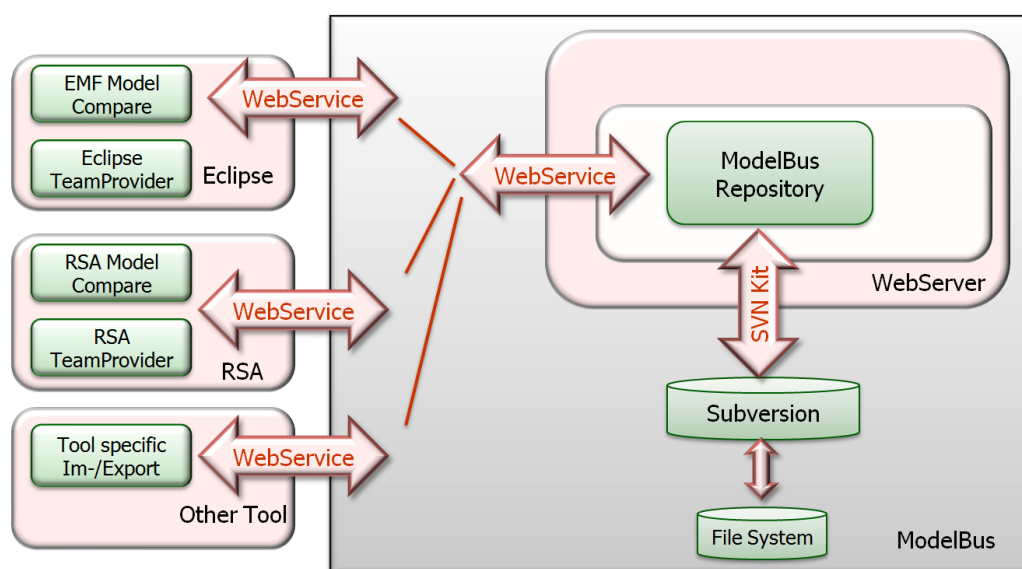 EMF Model
Compare
Eclipse
TeamProvider
Eclipse
WebService
RSA Model
Compare
RSA
TeamProvider
RSA
WebService
Tool specific
Im-/Export
Other Tool
WebService
WebService
ModelBus
Repository
WebServer
SVN Kit
Subversion
File System
ModelBus